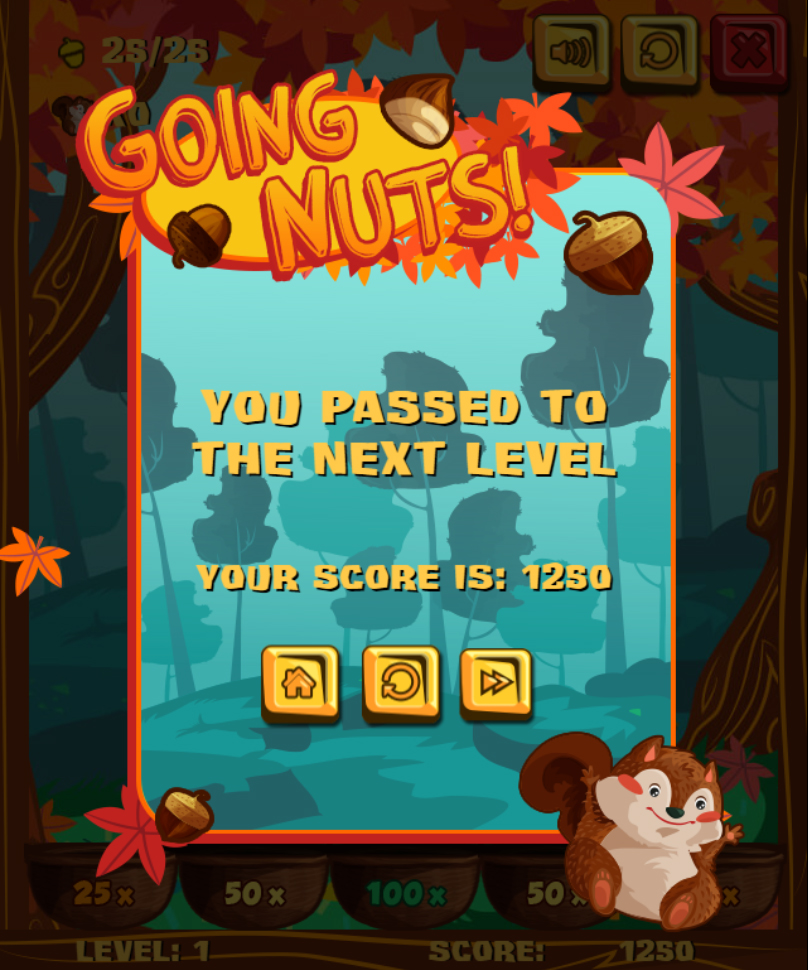 25/25
GOING
NUTS!
YOU PASSED TO
THE NEXT LEVEL
YOUR SCORE IS: 1250
25x
50x
100x
50x
LEVEL: 1
SCORE: 1250